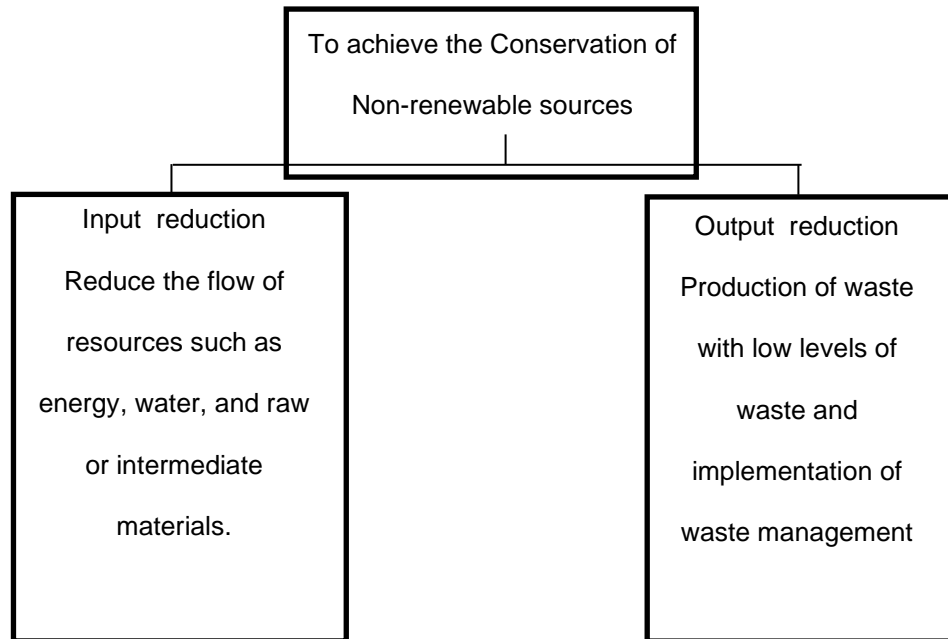 To achieve the Conservation of
Non-renewable sources
Input reduction
Reduce the flow of
resources such as
energy, water, and raw
or intermediate
materials.
Output reduction
Production of waste
with low levels of
waste and
implementation of
waste management